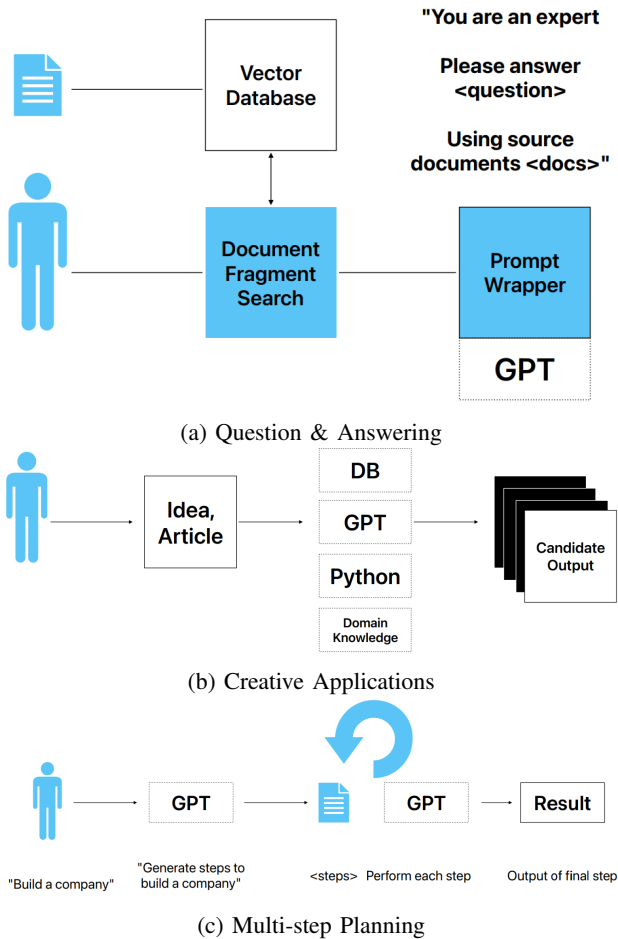 "You are an expert
Please answer
<question>
Using source
documents <docs>"
Vector
Database
Document
Fragment
Search
Prompt
Wrapper
GPT
(a) Question & Answering
Idea,
Article
DB
GPT
Python
Domain
Knowledge
Candidate
Output
(b) Creative Applications
GPT
GPT
Result
"Build a company"
"Generate steps to
build a company"
<steps>
Perform each step
Output of final step
(c) Multi-step Planning